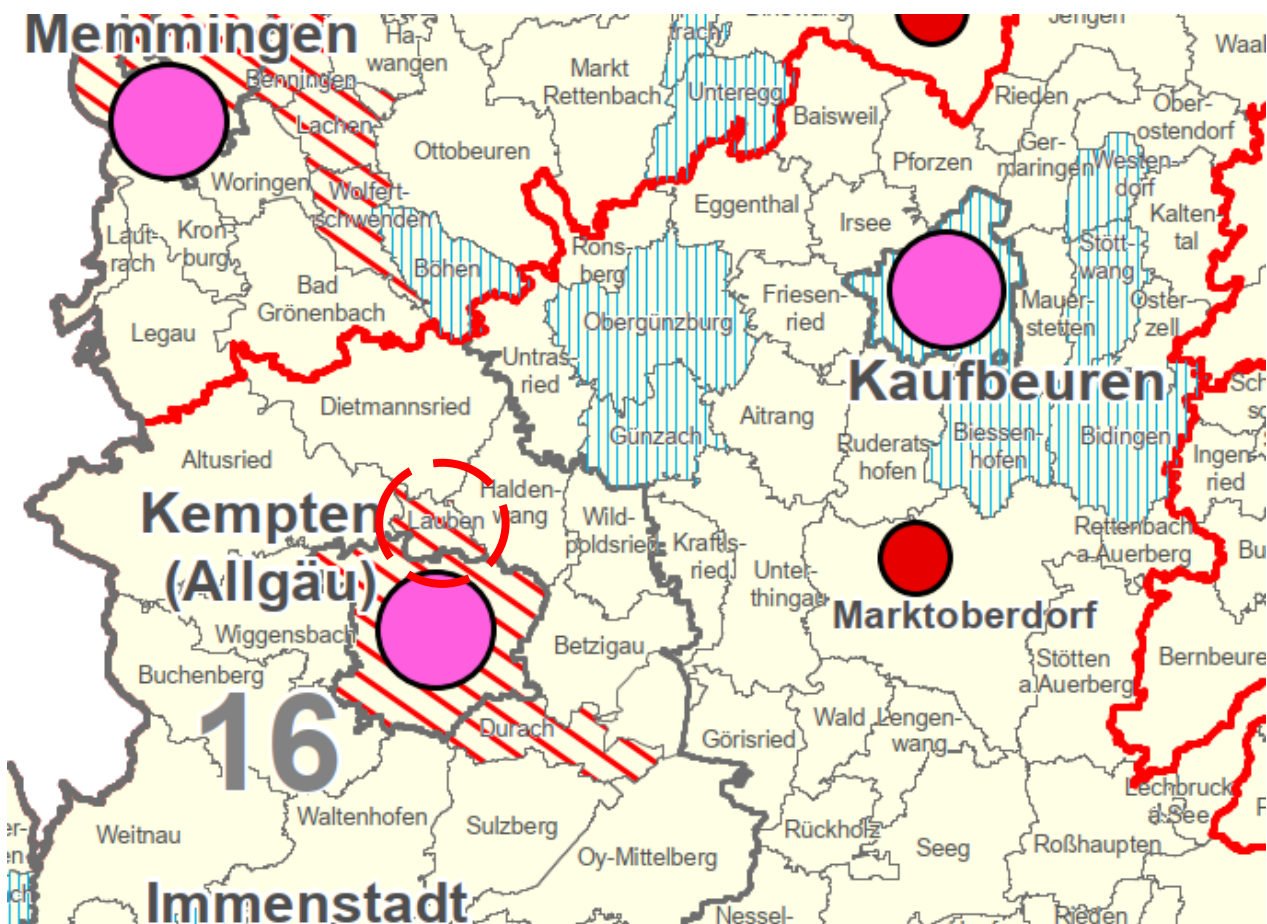 Memmingen
Ha-
wangen
Benningen
Markt
Rettenbach
trach
Unteregg
Jengen
Waal
Baisweil
Rieden
Ober-
ostendorf
Lachen
Ottobeuren
Pforzen
Ger-
maringen
Westen-
dorf
Woringen
Wolfert-
schwenden
Eggenthal
Irsee
Kalten-
tal
Laut-
rach
Kron-
burg
Böhen
Rons-
berg
Stött-
wang
Bad
Grönenbach
Friesen-
ried
Mauer-
stetten
Oster-
zell
Legau
Obergünzburg
Untras-
ried
Kaufbeuren
Dietmannsried
Aitrang
Günzach
Ruderats-
hofen
Biessen-
hofen
Bidingen
Ingen-
ried
Altusried
Kempten
(Allgäu)
Lauben
Halden-
wang
Wild-
poldsried
Krafts-
ried
Unter-
thingau
Rettenbach
a.Auerberg
Marktoberdorf
Wiggensbach
Betzigau
Buchenberg
Stötten
a.Auerberg
Bernbeure
16
Durach
Görisried
Wald
Lengen-
wang
Lechbruck
a.See
Waltenhofen
Weitnau
Sulzberg
Rückholz
Seeg
Roßhaupten
Oy-Mittelberg
Immenstadt
Nessel-
Rieden